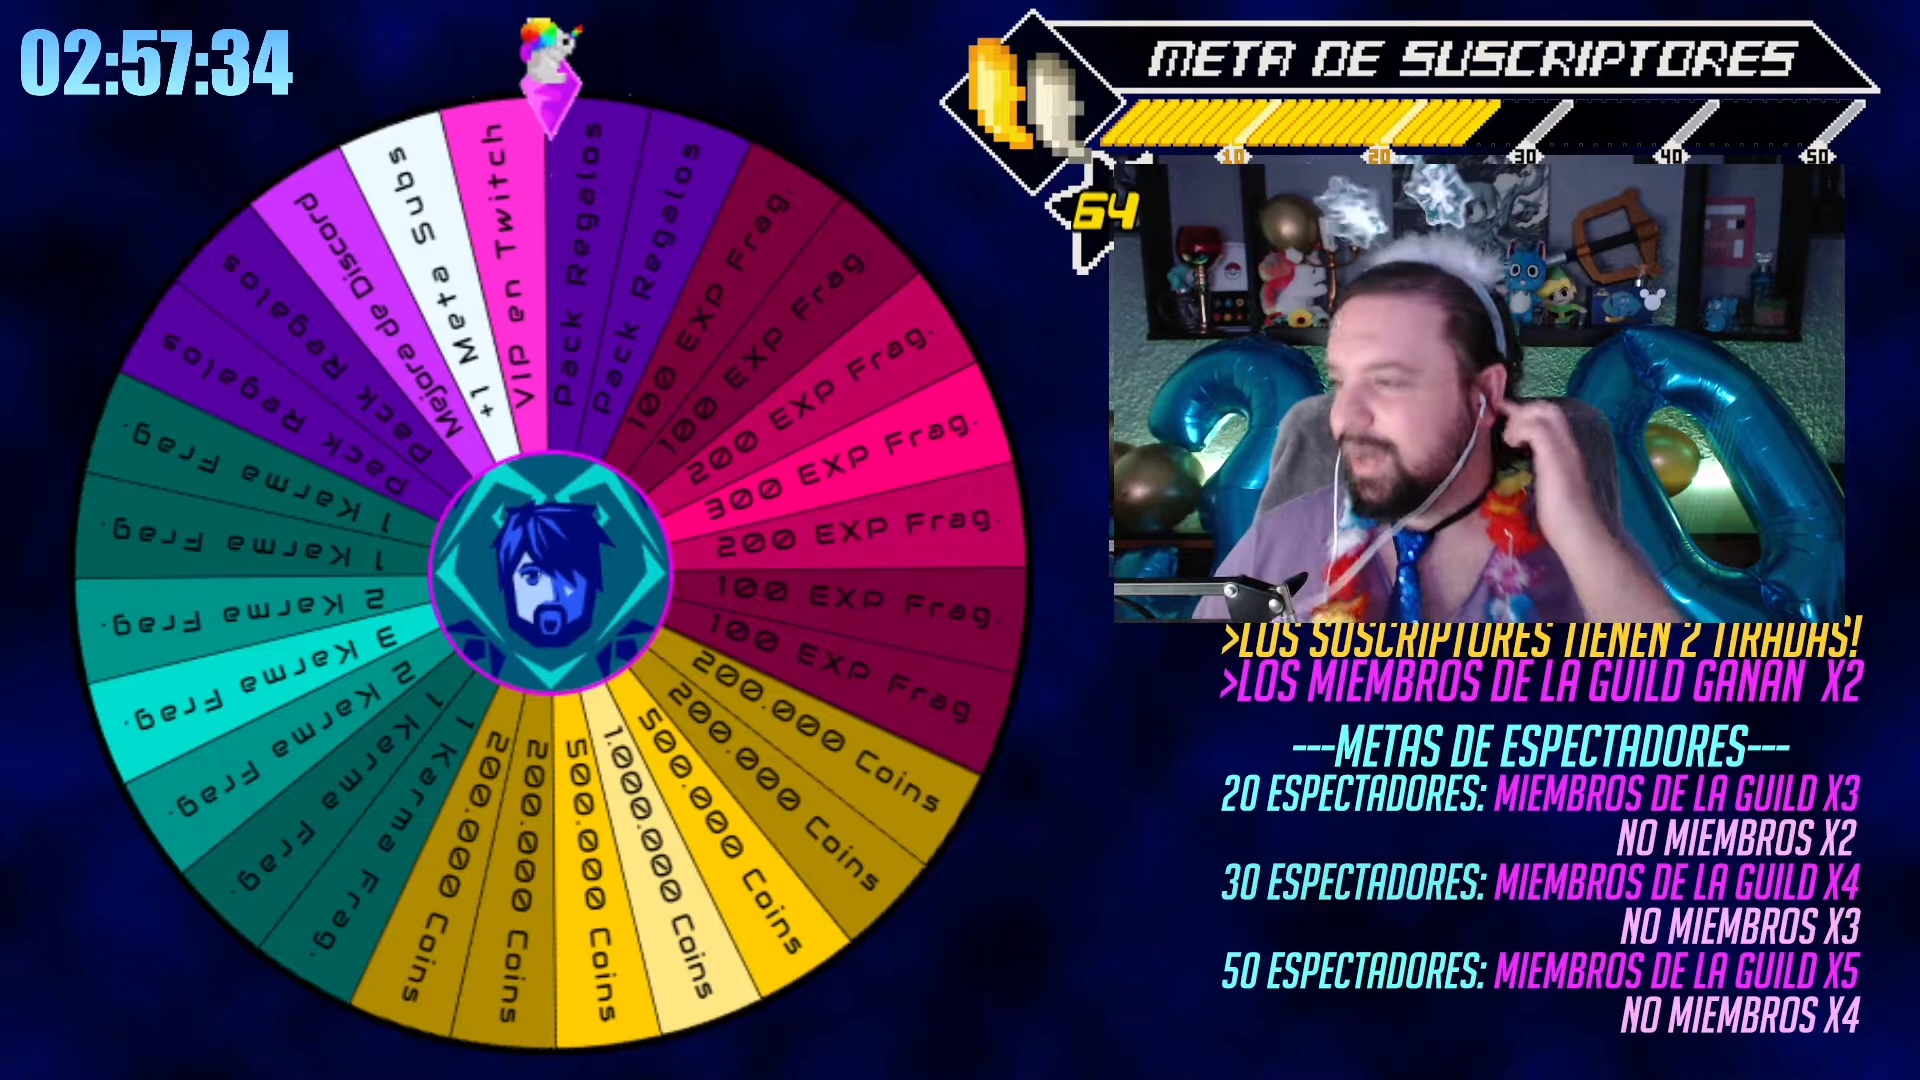 02:57:34
META DE SUSCRIPTORES
10 20 30 40 50
64
VIP en Twitch
Pack Regalos
Pack Regalos
100 EXP Frag.
100 EXP Frag.
200 EXP Frag.
300 EXP Frag.
200 EXP Frag.
100 EXP Frag.
100 EXP Frag.
200.000 Coins
200.000 Coins
500.000 Coins
1.000.000 Coins
500.000 Coins
200.000 Coins
200.000 Coins
1 Karma Frag.
1 Karma Frag.
2 Karma Frag.
3 Karma Frag.
2 Karma Frag.
1 Karma Frag.
1 Karma Frag.
Pack Regalos
Pack Regalos
Mejora de Discord
+1 Meta Subs
>LOS SUSCRIPTORES TIENEN 2 TIRADAS!
>LOS MIEMBROS DE LA GUILD GANAN X2
---METAS DE ESPECTADORES---
20 ESPECTADORES: MIEMBROS DE LA GUILD X3
NO MIEMBROS X2
30 ESPECTADORES: MIEMBROS DE LA GUILD X4
NO MIEMBROS X3
50 ESPECTADORES: MIEMBROS DE LA GUILD X5
NO MIEMBROS X4